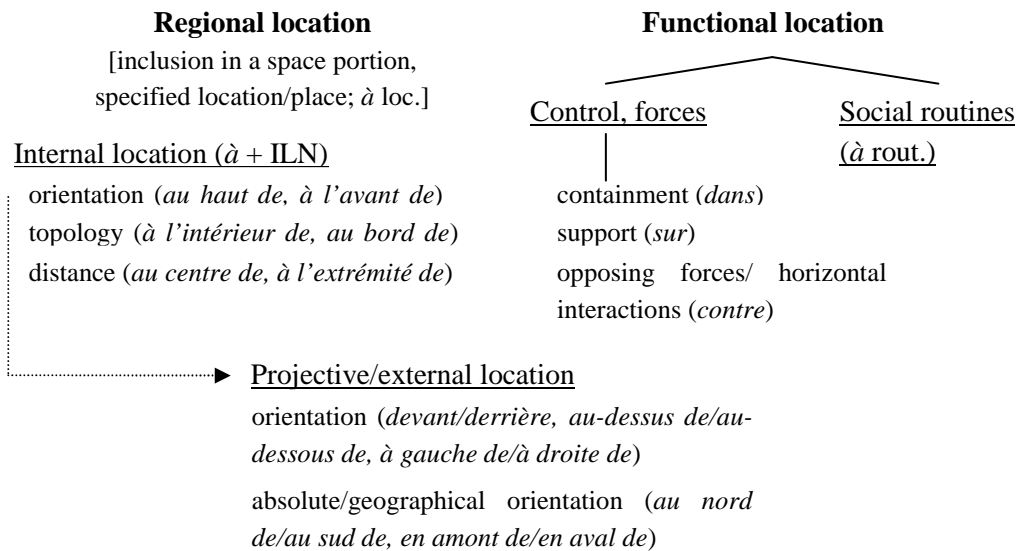 Regional location
[inclusion in a space portion,
specified location/place; à loc.]
Internal location (à + ILN)
orientation (au haut de, à l'avant de)
topology (à l'intérieur de, au bord de)
distance (au centre de, à l'extrémité de)
Functional location
Control, forces
Social routines
(à rout.)
containment (dans)
support (sur)
opposing forces/ horizontal
interactions (contre)
Projective/external location
orientation (devant/derrière, au-dessus de/au-
dessous de, à gauche de/à droite de)
absolute/geographical orientation (au nord
de/au sud de, en amont de/en aval de)